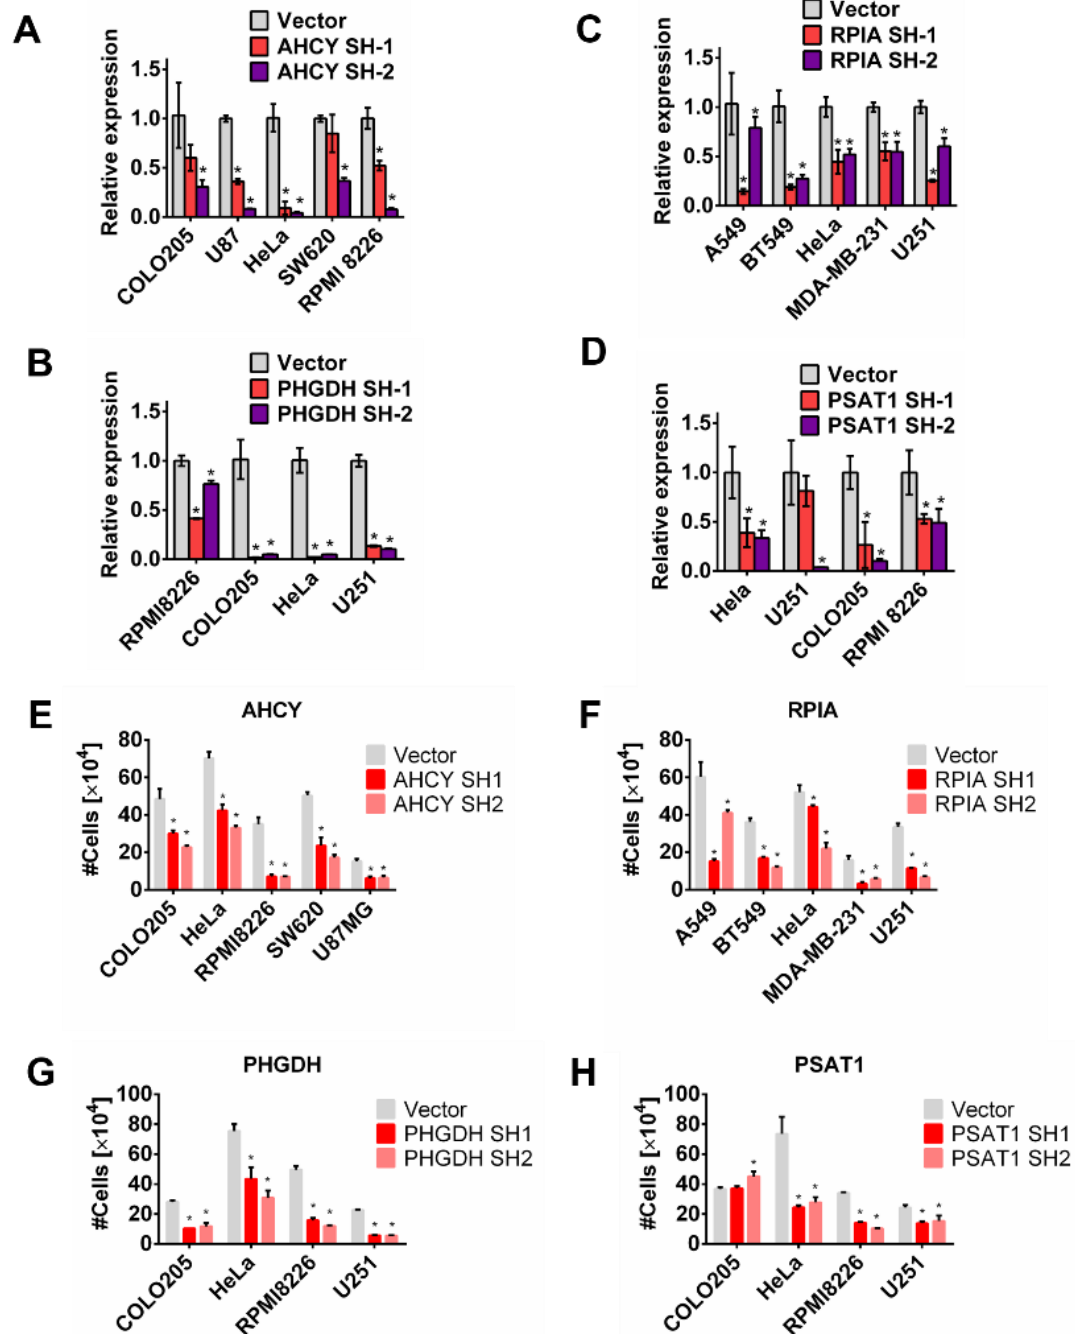 A
Vector
AHCY SH-1
AHCY SH-2
Relative expression
1.5
1.0
0.5
0.0
* * * * * * * *
COLO205
U87
HeLa
SW620
RPMI 8226
C
Vector
RPIA SH-1
RPIA SH-2
Relative expression
1.5
1.0
0.5
0.0
* * * * * * * * * *
A549
BT549
HeLa
MDA-MB-231
U251
B
Vector
PHGDH SH-1
PHGDH SH-2
Relative expression
1.5
1.0
0.5
0.0
* * * * * * * *
RPMI8226
COLO205
HeLa
U251
D
Vector
PSAT1 SH-1
PSAT1 SH-2
Relative expression
1.5
1.0
0.5
0.0
* * * * * * *
Hela
U251
COLO205
RPMI 8226
E
AHCY
#Cells [×10⁴]
80
60
40
20
0
Vector
AHCY SH1
AHCY SH2
* * * * * * * * * *
COLO205
HeLa
RPMI8226
SW620
U87MG
F
RPIA
#Cells [×10⁴]
80
60
40
20
0
Vector
RPIA SH1
RPIA SH2
* * * * * * * * * *
A549
BT549
HeLa
MDA-MB-231
U251
G
PHGDH
#Cells [×10⁴]
100
80
60
40
20
0
Vector
PHGDH SH1
PHGDH SH2
* * * * * * * *
COLO205
HeLa
RPMI8226
U251
H
PSAT1
#Cells [×10⁴]
100
80
60
40
20
0
Vector
PSAT1 SH1
PSAT1 SH2
* * * * * * *
COLO205
HeLa
RPMI8226
U251